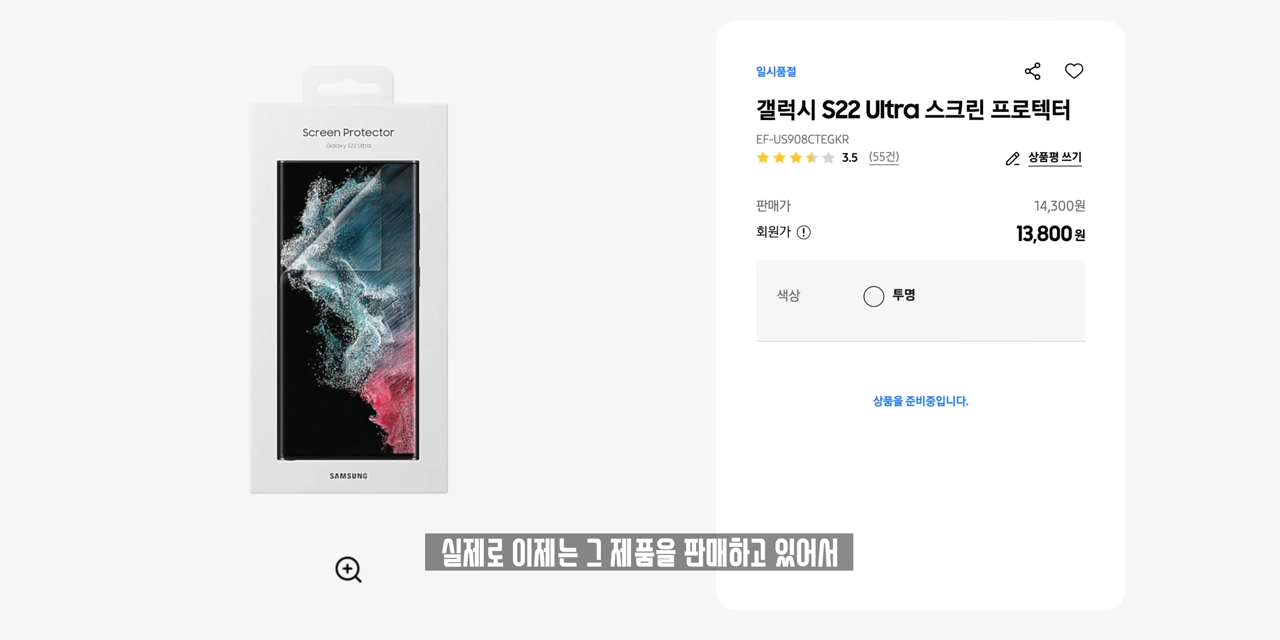 Screen Protector
Galaxy S22 Ultra
SAMSUNG
일시품절
갤럭시 S22 Ultra 스크린 프로텍터
EF-US908CTEGKR
3.5 (55건)
상품평 쓰기
판매가 14,300원
회원가 13,800원
색상 투명
상품을 준비중입니다.
실제로 이제는 그 제품을 판매하고 있어서